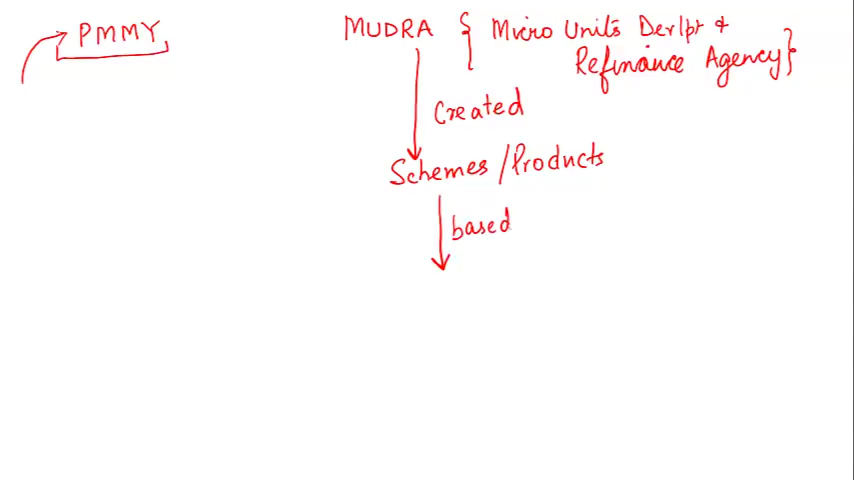 PMMY
MUDRA { Micro Units Devlpt &
Refinance Agency}
Created
Schemes/Products
based